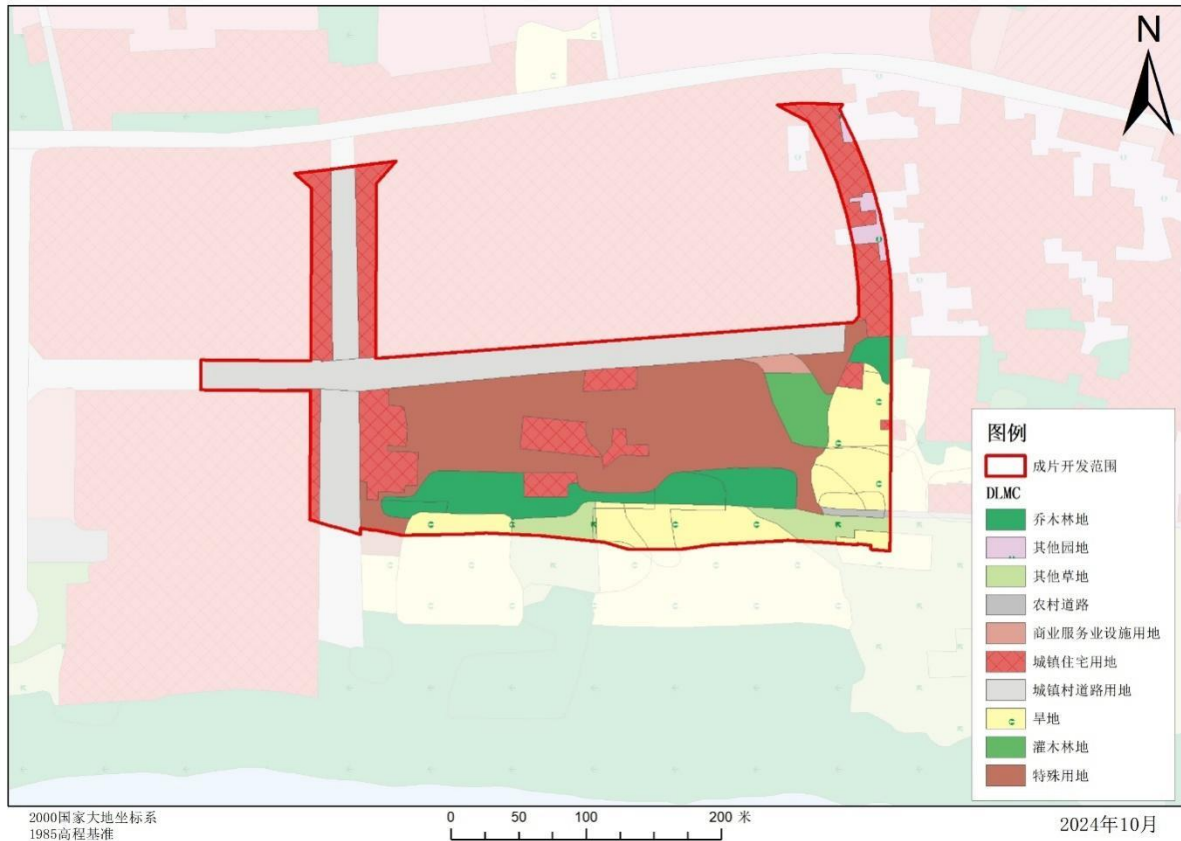 N
图例
成片开发范围
DLMC
乔木林地
其他园地
其他草地
农村道路
商业服务业设施用地
城镇住宅用地
城镇村道路用地
旱地
灌木林地
特殊用地
2000国家大地坐标系
1985高程基准
0 50 100 200 米
2024年10月